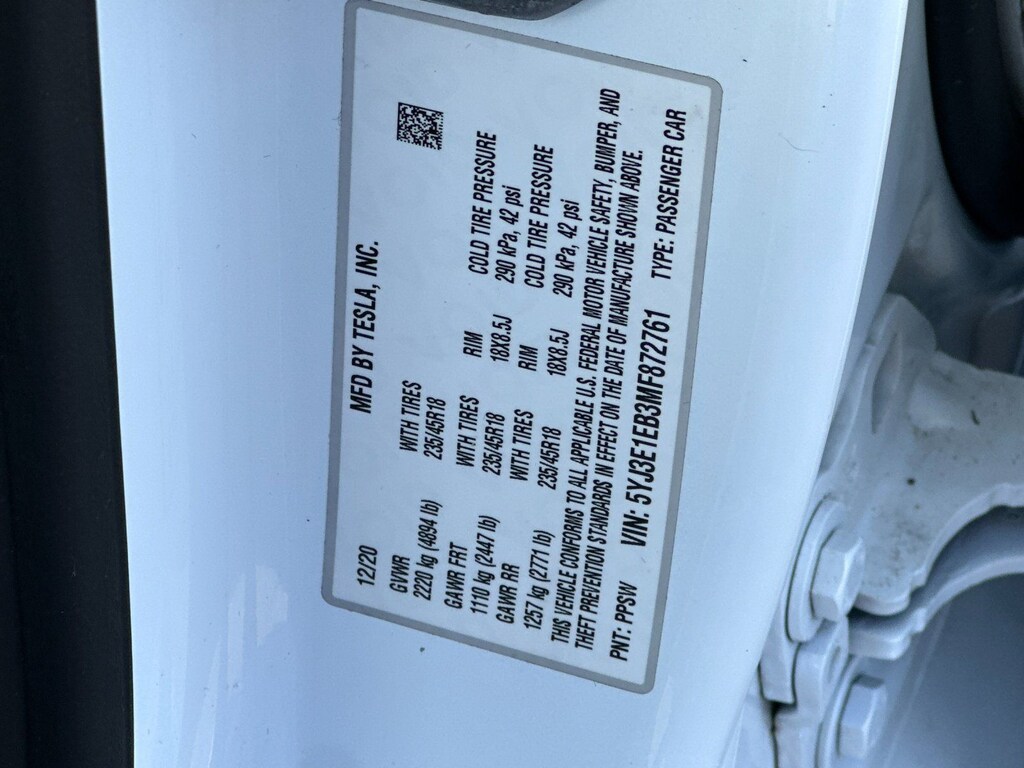 MFD BY TESLA, INC.
12/20
GVWR WITH TIRES RIM COLD TIRE PRESSURE
2220 kg (4894 lb) 235/45R18 18X8.5J 290 kPa, 42 psi
GAWR FRT WITH TIRES RIM COLD TIRE PRESSURE
1110 kg (2447 lb) 235/45R18 18X8.5J 290 kPa, 42 psi
GAWR RR WITH TIRES
1257 kg (2771 lb) 235/45R18
THIS VEHICLE CONFORMS TO ALL APPLICABLE U.S. FEDERAL MOTOR VEHICLE SAFETY, BUMPER, AND
THEFT PREVENTION STANDARDS IN EFFECT ON THE DATE OF MANUFACTURE SHOWN ABOVE.
PNT: PPSW VIN: 5YJ3E1EB3MF872761 TYPE: PASSENGER CAR